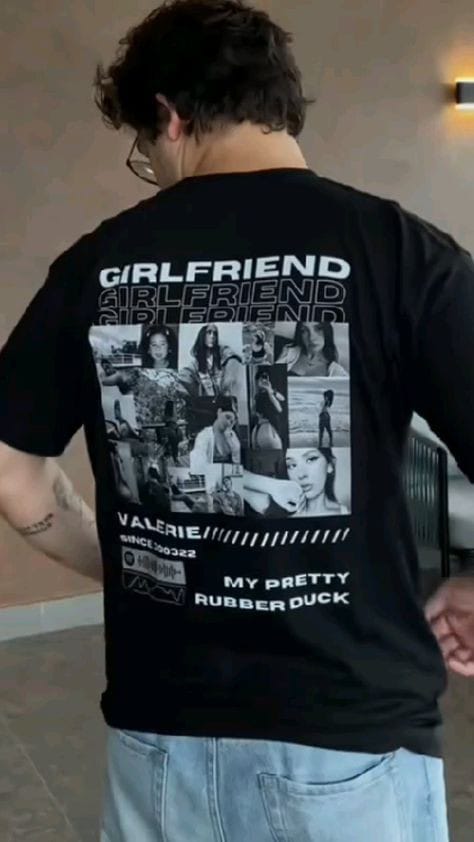 GIRLFRIEND
GIRLFRIEND
GIRLFRIEND
VALERIE////////////////
SINCE 300322
MY PRETTY
RUBBER DUCK